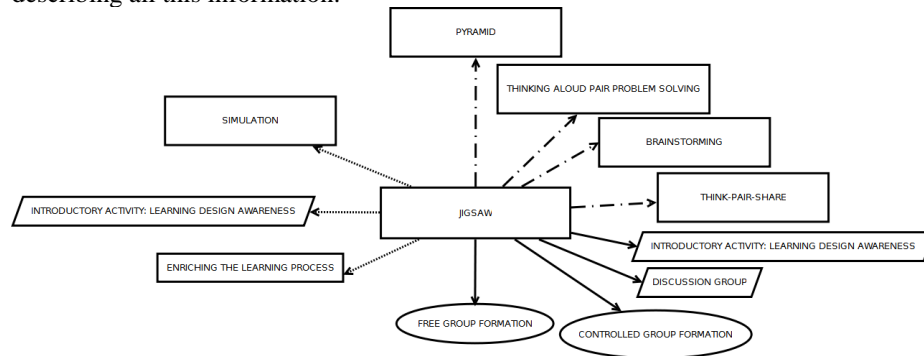 describing all this information.
PYRAMID
THINKING ALOUD PAIR PROBLEM SOLVING
SIMULATION
BRAINSTORMING
THINK-PAIR-SHARE
INTRODUCTORY ACTIVITY: LEARNING DESIGN AWARENESS
JIGSAW
INTRODUCTORY ACTIVITY: LEARNING DESIGN AWARENESS
ENRICHING THE LEARNING PROCESS
DISCUSSION GROUP
FREE GROUP FORMATION
CONTROLLED GROUP FORMATION